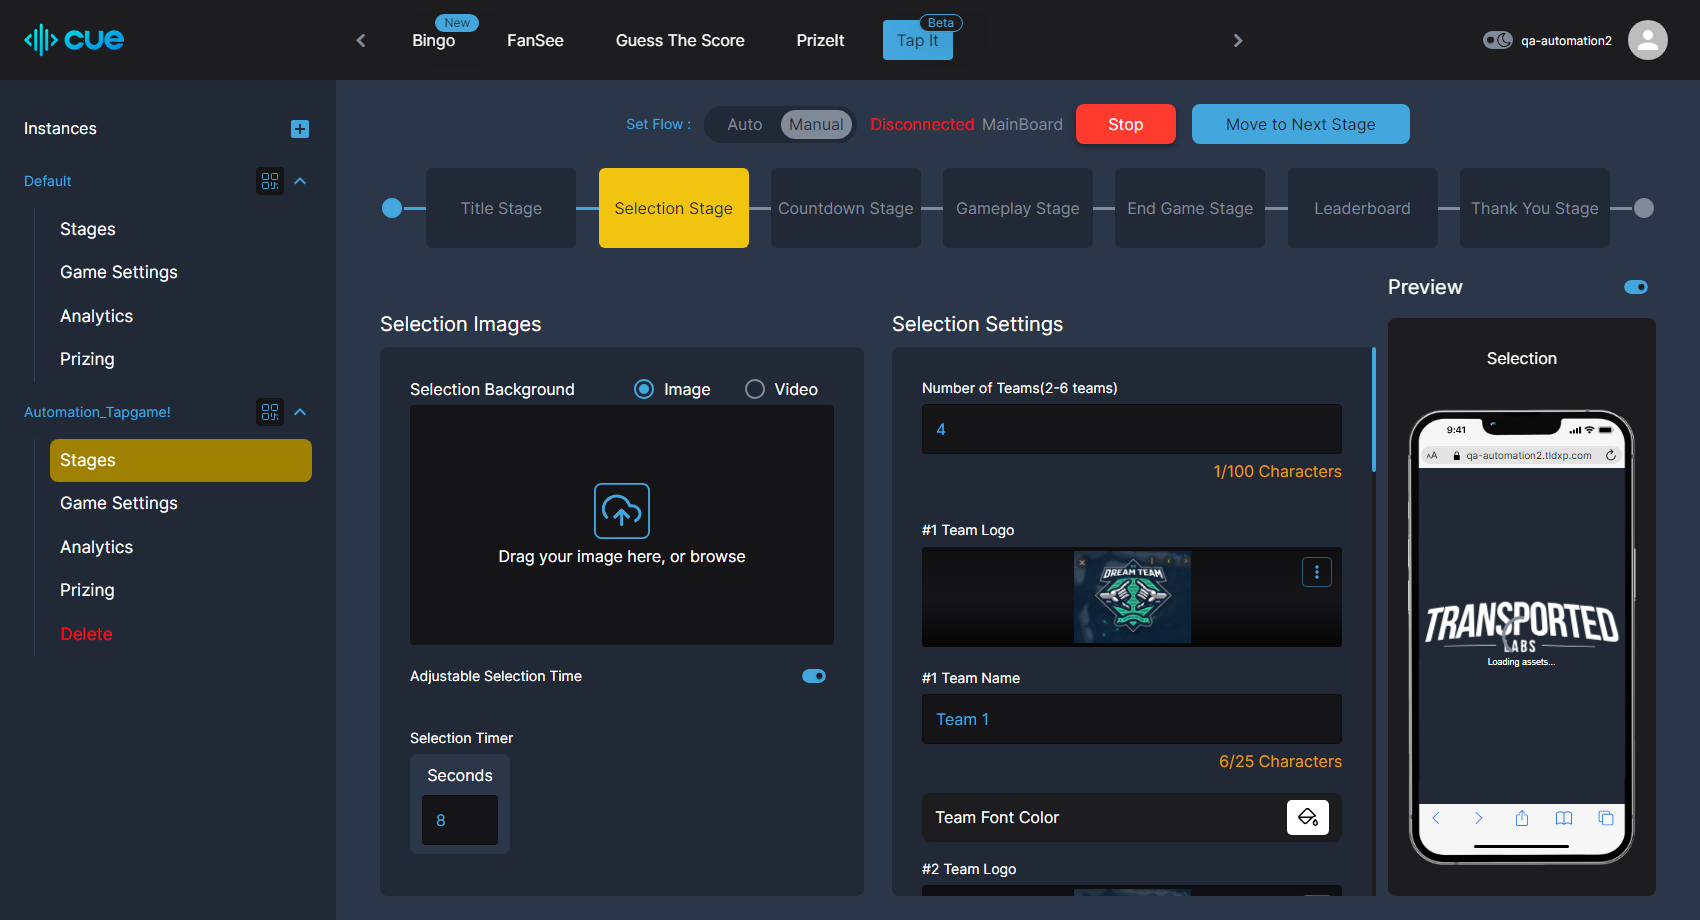 cue
New
Bingo
FanSee
Guess The Score
PrizeIt
Beta
Tap It
qa-automation2
Instances
Default
Stages
Game Settings
Analytics
Prizing
Automation_Tapgame!
Stages
Game Settings
Analytics
Prizing
Delete
Set Flow :
Auto
Manual
Disconnected MainBoard
Stop
Move to Next Stage
Title Stage
Selection Stage
Countdown Stage
Gameplay Stage
End Game Stage
Leaderboard
Thank You Stage
Selection Images
Selection Background
Image
Video
Drag your image here, or browse
Adjustable Selection Time
Selection Timer
Seconds
8
Selection Settings
Number of Teams(2-6 teams)
4
1/100 Characters
#1 Team Logo
DREAM TEAM
#1 Team Name
Team 1
6/25 Characters
Team Font Color
#2 Team Logo
Preview
Selection
9:41
AA
qa-automation2.tldxp.com
TRANSPORTED
LABS
Loading assets...